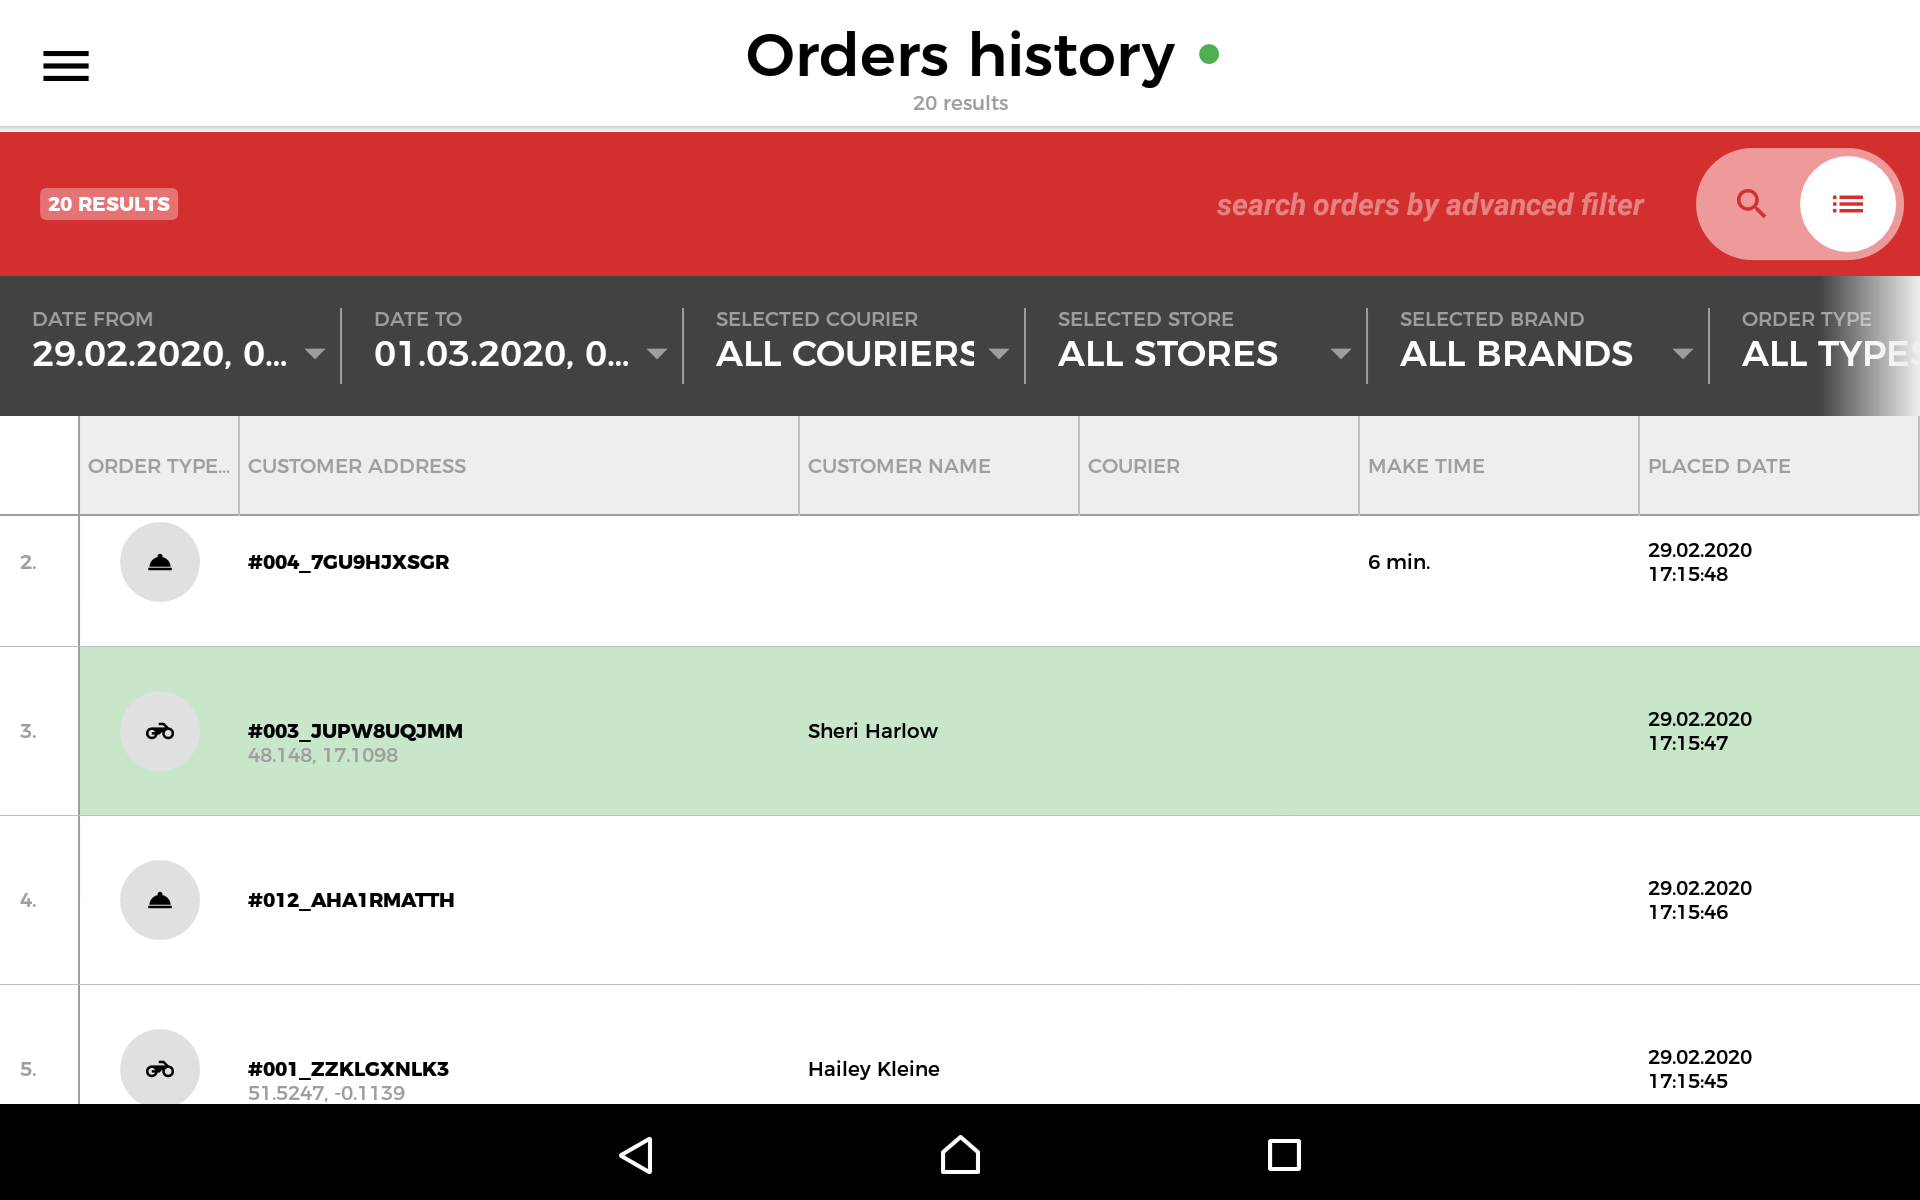 Orders history
20 results
20 RESULTS
search orders by advanced filter
DATE FROM
29.02.2020, 0...
DATE TO
01.03.2020, 0...
SELECTED COURIER
ALL COURIERS
SELECTED STORE
ALL STORES
SELECTED BRAND
ALL BRANDS
ORDER TYPE
ALL TYPES
ORDER TYPE...
CUSTOMER ADDRESS
CUSTOMER NAME
COURIER
MAKE TIME
PLACED DATE
2.
#004_7GU9HJXSGR
6 min.
29.02.2020
17:15:48
3.
#003_JUPW8UQJMM
48.148, 17.1098
Sheri Harlow
29.02.2020
17:15:47
4.
#012_AHA1RMATTH
29.02.2020
17:15:46
5.
#001_ZZKLGXNLK3
51.5247, -0.1139
Hailey Kleine
29.02.2020
17:15:45